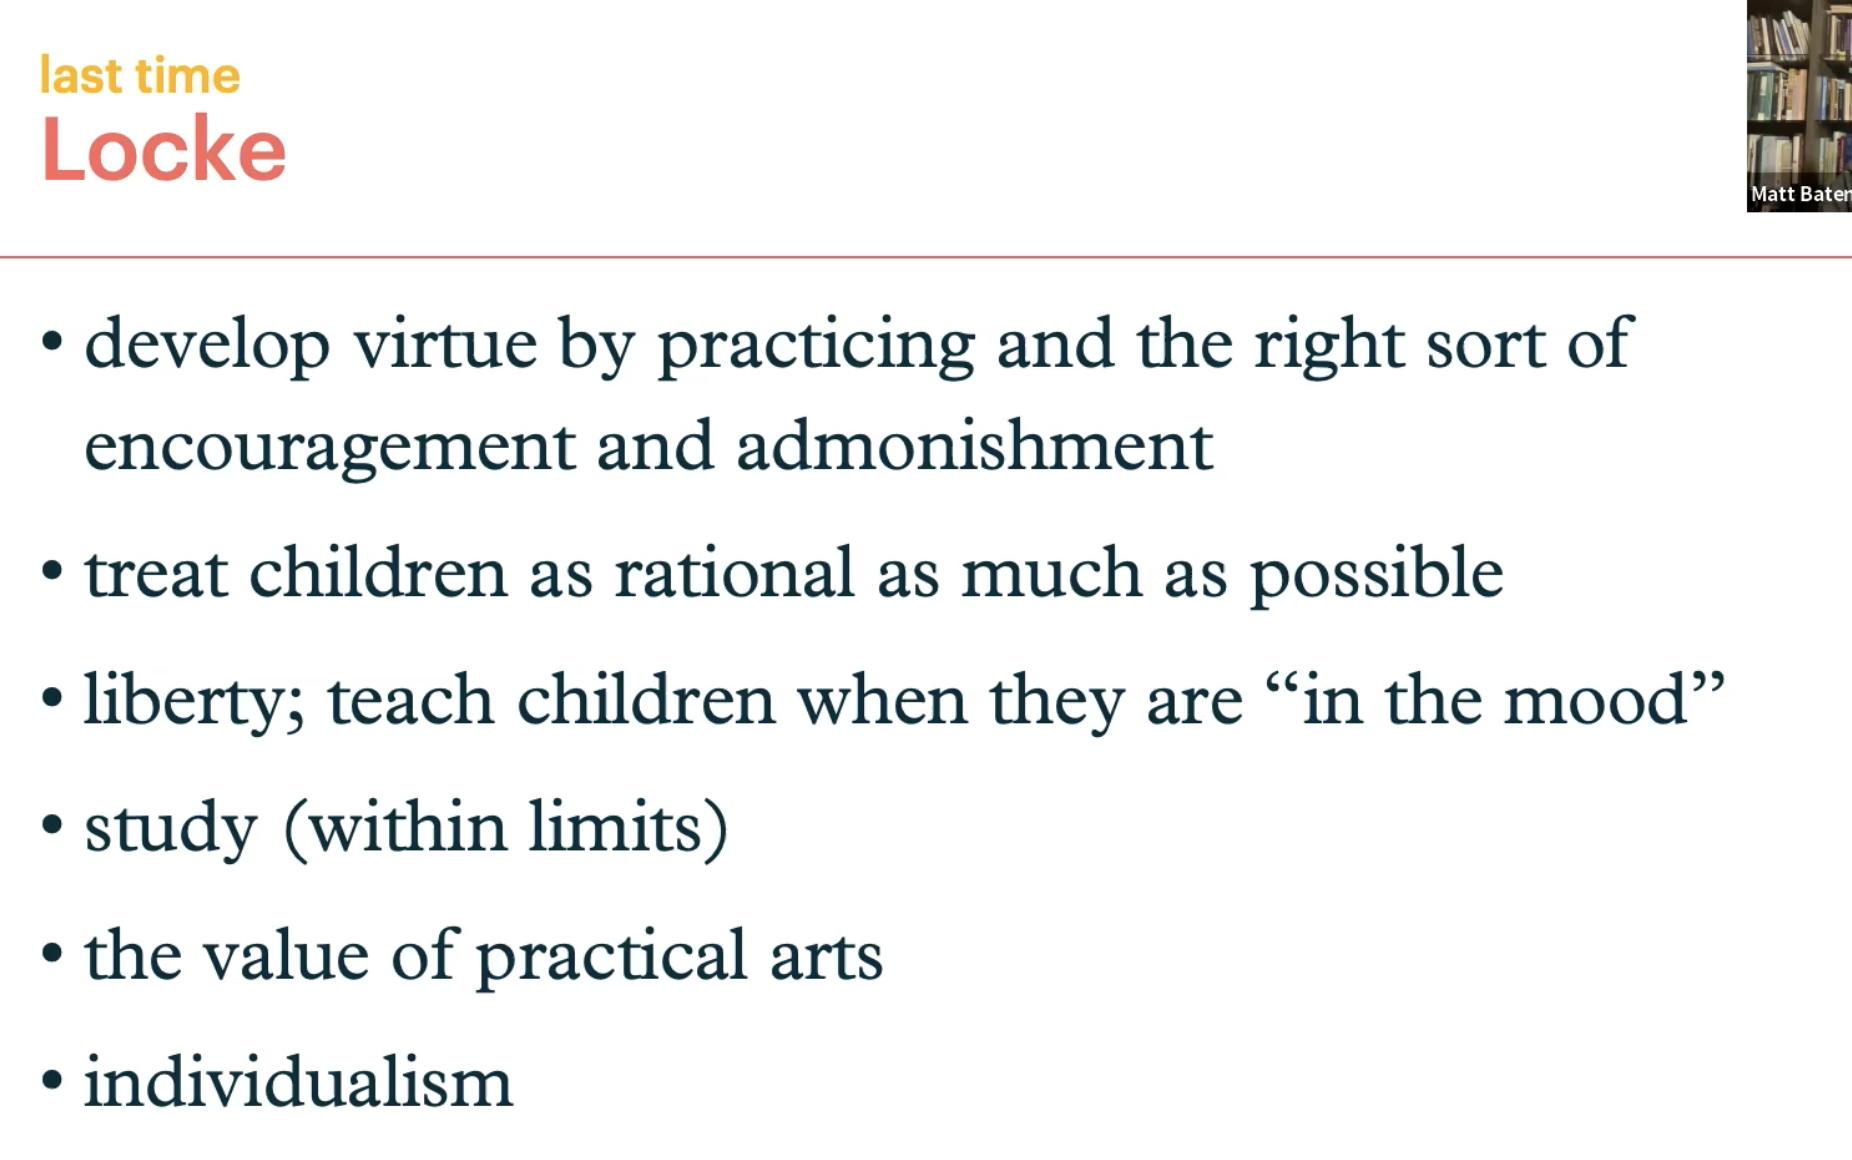 last time
Locke
Matt Baten
• develop virtue by practicing and the right sort of
encouragement and admonishment
• treat children as rational as much as possible
• liberty; teach children when they are “in the mood”
• study (within limits)
• the value of practical arts
• individualism